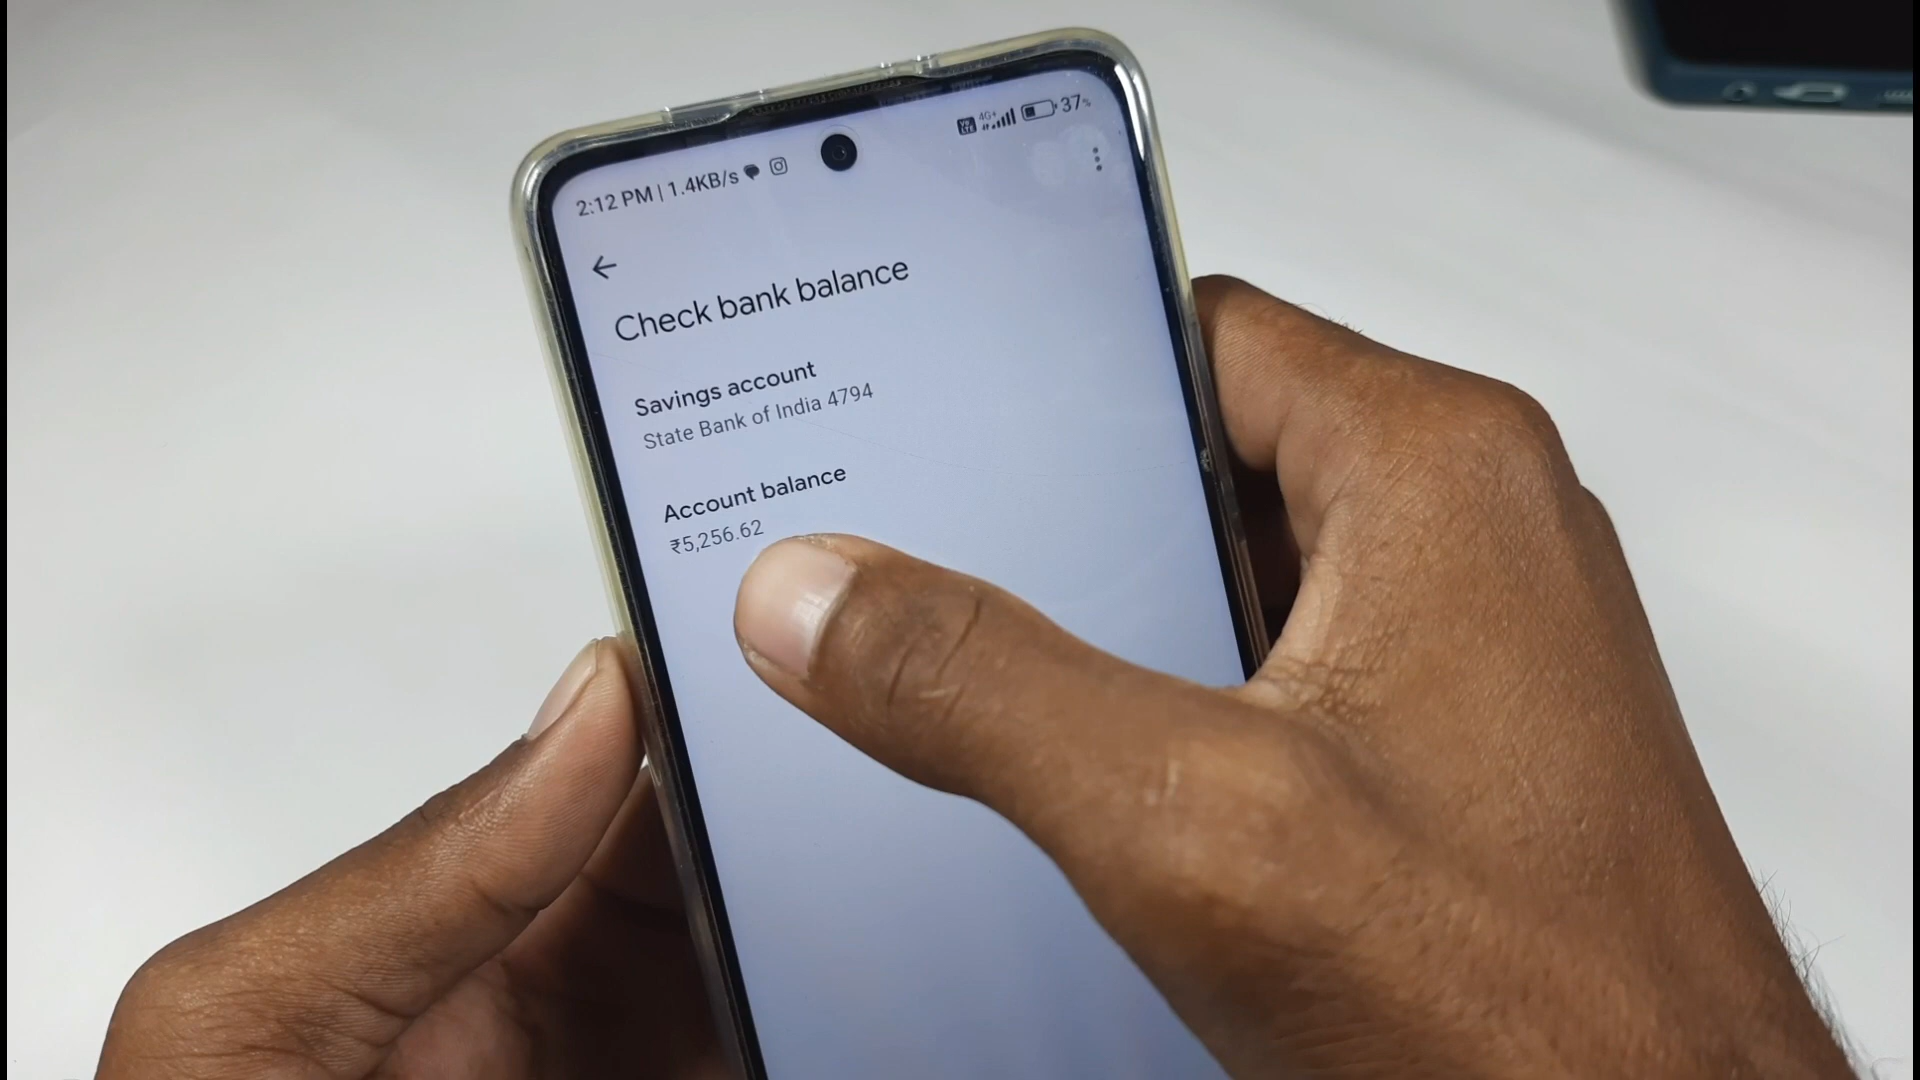 2:12 PM | 1.4KB/s
4G+ 37%
Check bank balance
Savings account
State Bank of India 4794
Account balance
₹5,256.62